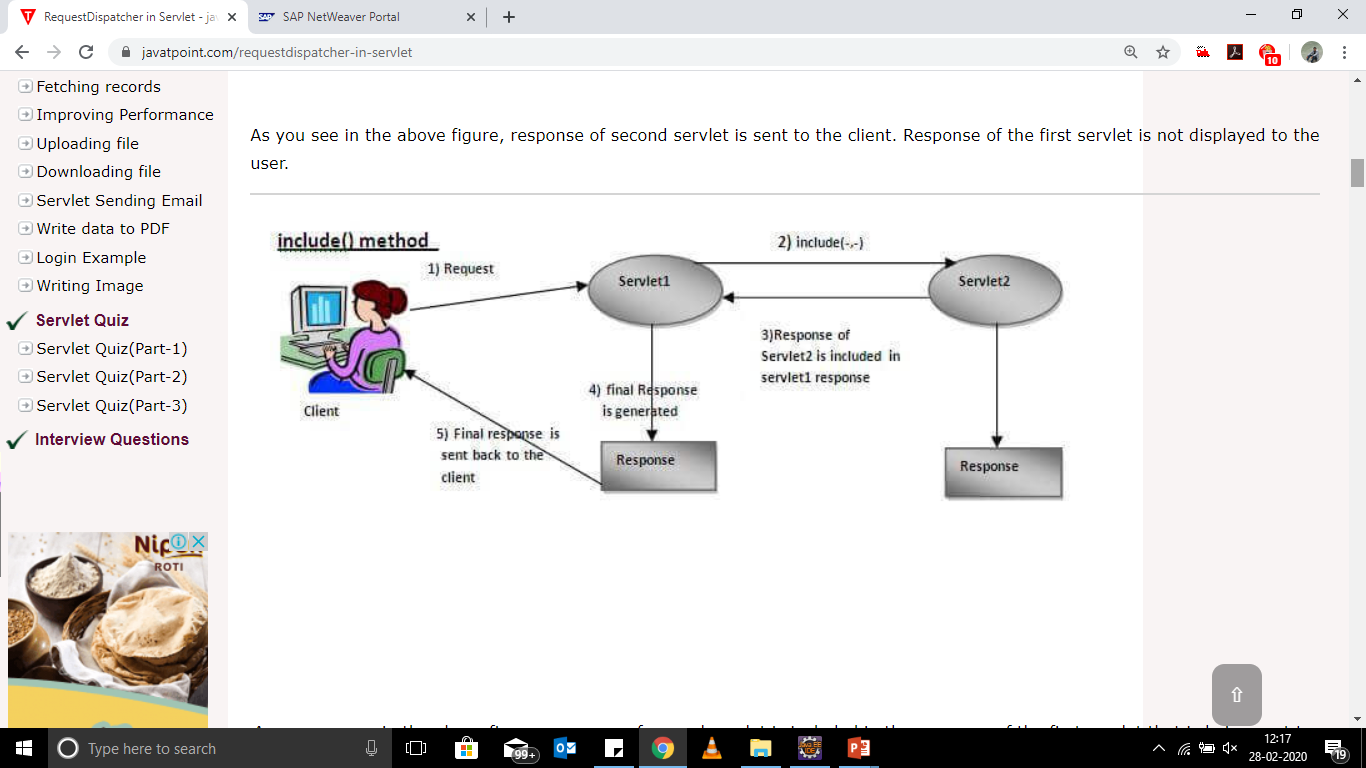 RequestDispatcher in Servlet - ja
SAP NetWeaver Portal
javatpoint.com/requestdispatcher-in-servlet
10
Fetching records
Improving Performance
Uploading file
Downloading file
Servlet Sending Email
Write data to PDF
Login Example
Writing Image
Servlet Quiz
Servlet Quiz(Part-1)
Servlet Quiz(Part-2)
Servlet Quiz(Part-3)
Interview Questions
ROTI
As you see in the above figure, response of second servlet is sent to the client. Response of the first servlet is not displayed to the
user.
include() method
1) Request
Servlet1
2) include(-,-)
Servlet2
3)Response of
Servlet2 is included in
servlet1 response
4) final Response
is generated
Client
5) Final response is
sent back to the
client
Response
Response
Type here to search
99+
12:17
28-02-2020
19